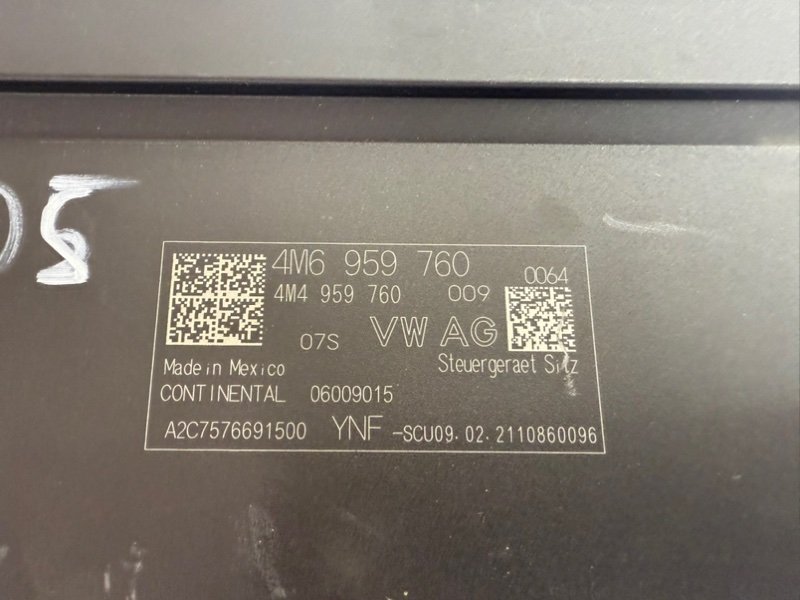 05
4M6 959 760
0064
4M4 959 760 009
07S VW AG
Made in Mexico Steuergeraet Sitz
CONTINENTAL 06009015
A2C7576691500 YNF -SCU09.02.2110860096